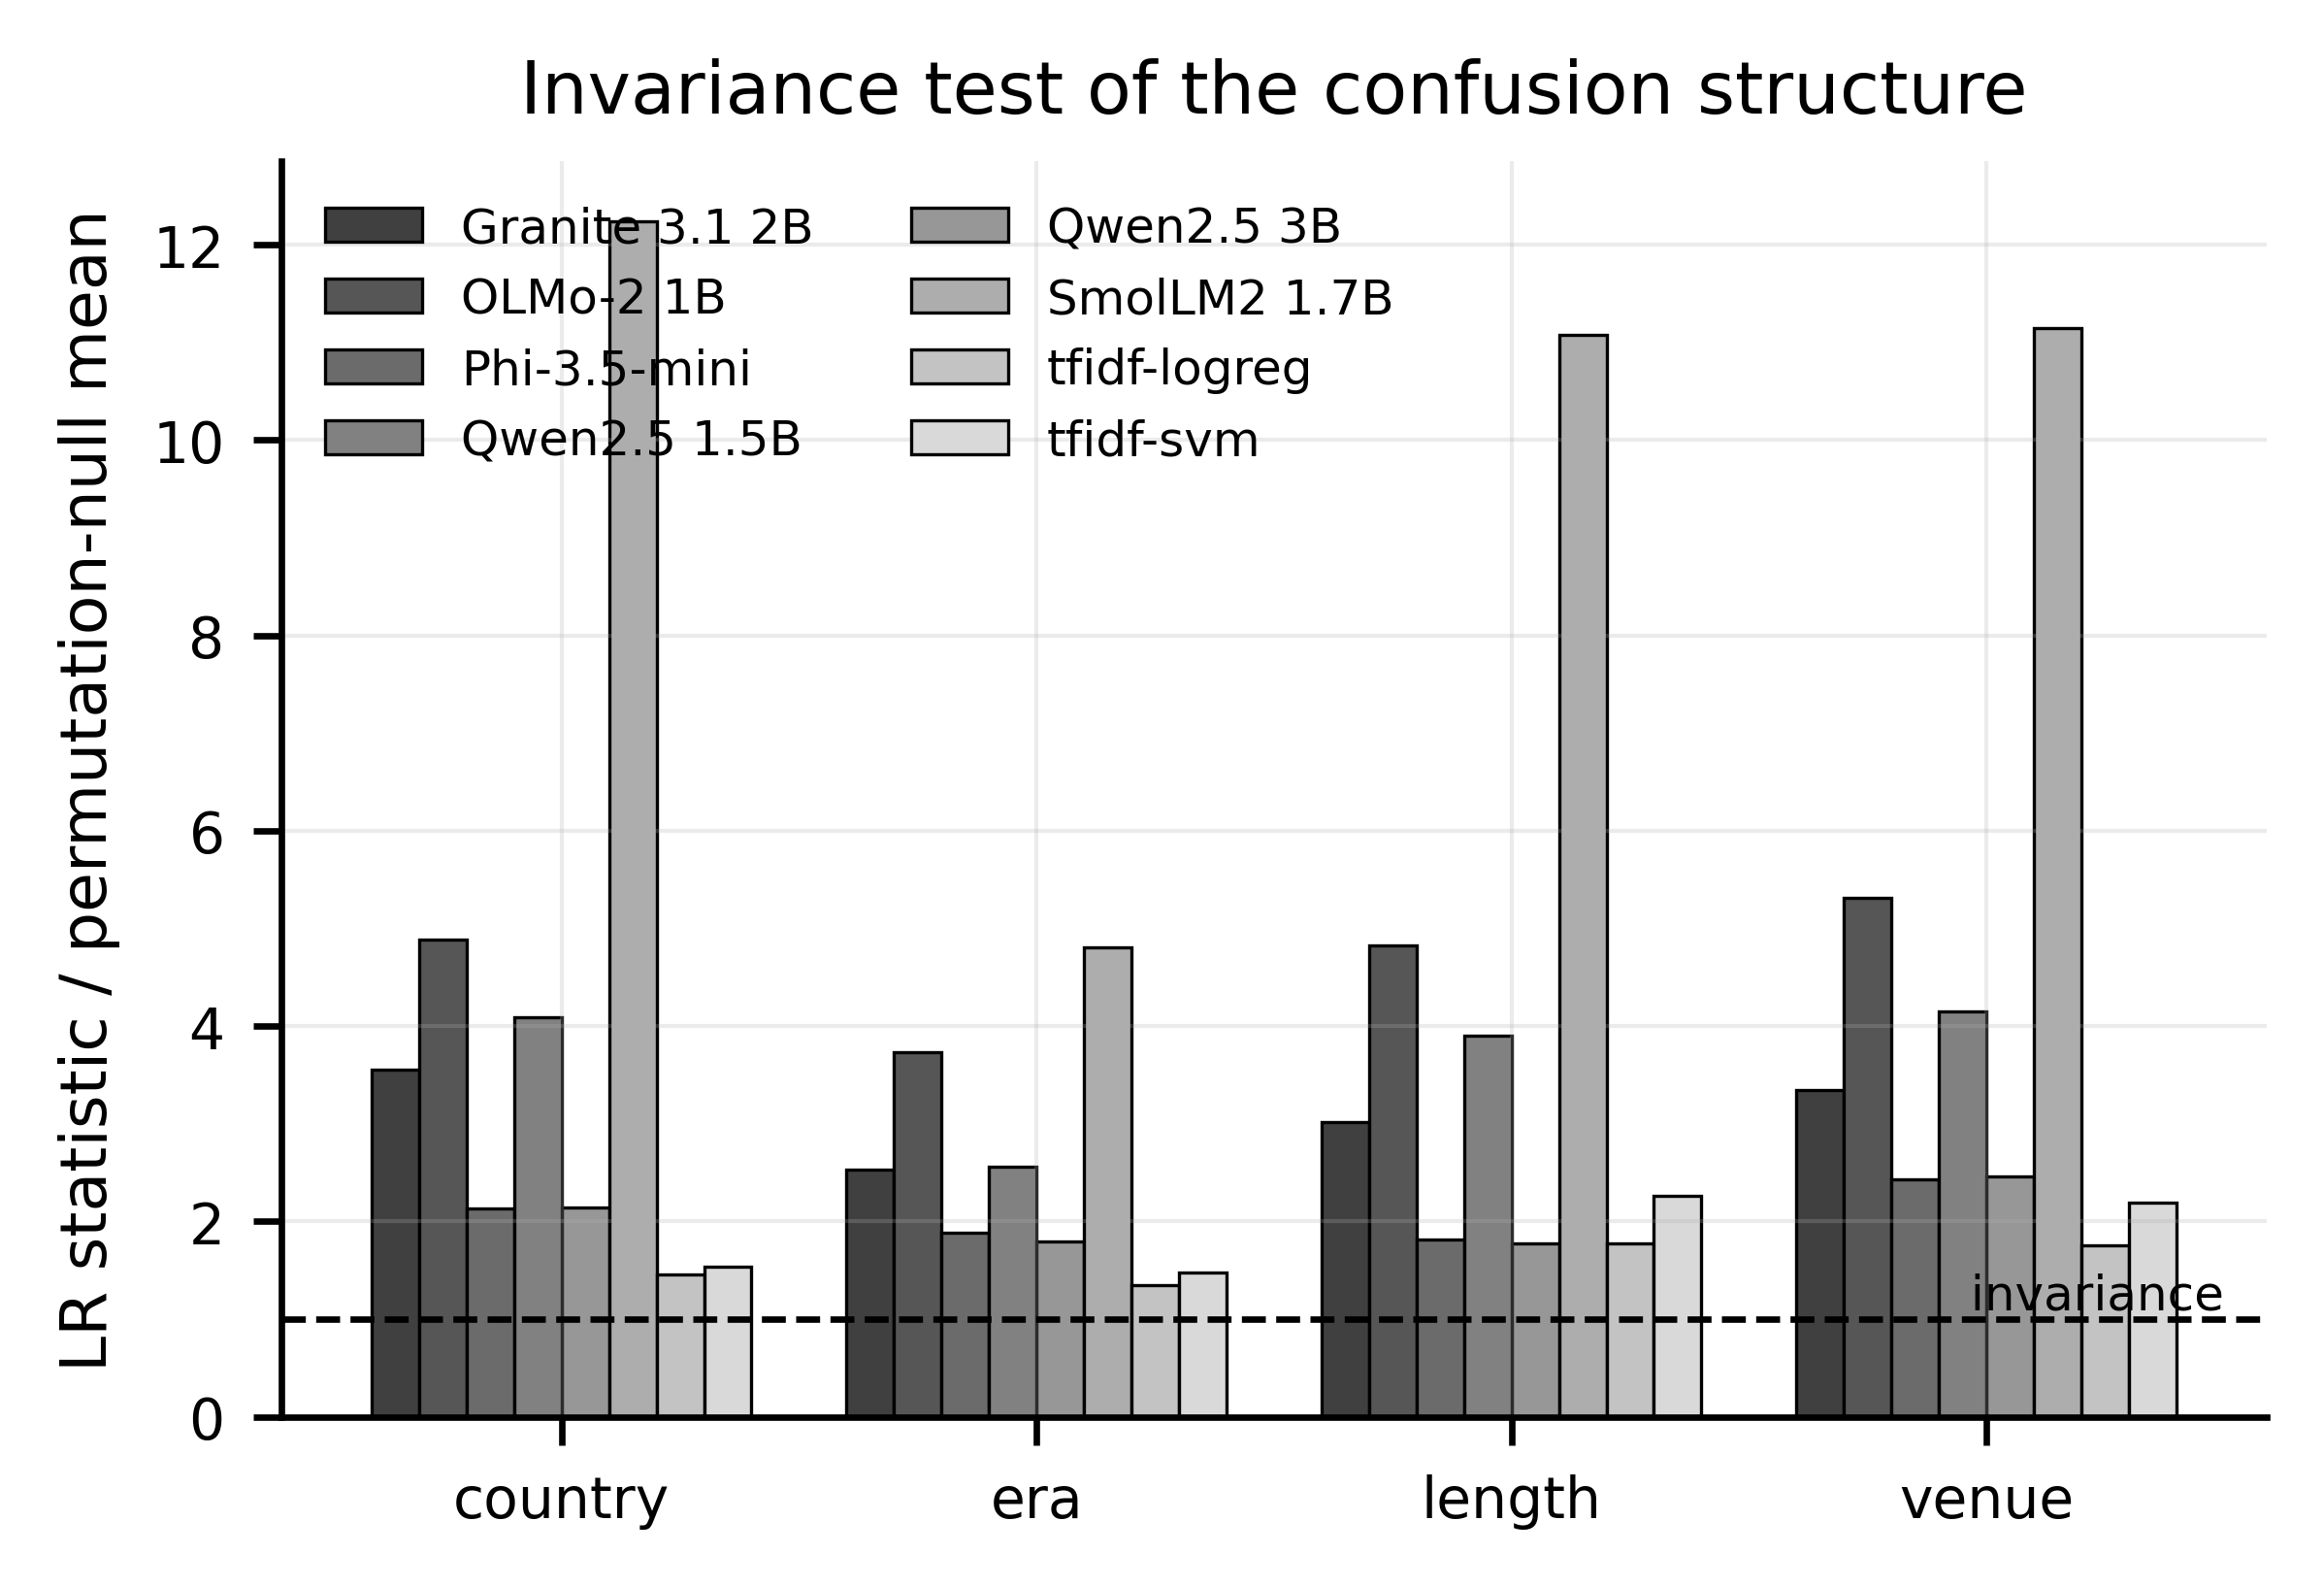 Invariance test of the confusion structure
LR statistic / permutation-null mean
12
10
8
6
4
2
0
Granite 3.1 2B
OLMo-2 1B
Phi-3.5-mini
Qwen2.5 1.5B
Qwen2.5 3B
SmolLM2 1.7B
tfidf-logreg
tfidf-svm
invariance
country
era
length
venue